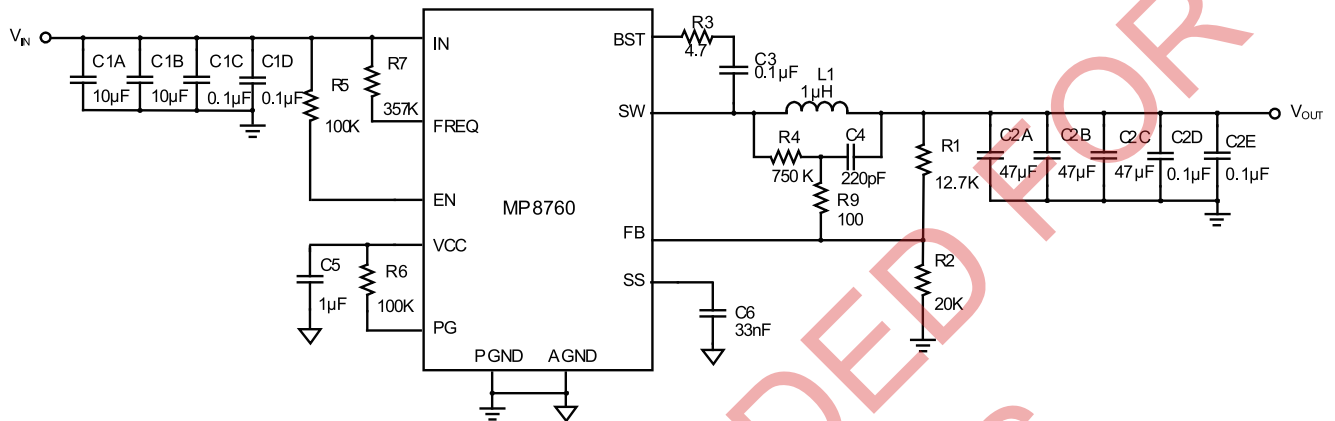 V_IN
C1A
10µF
C1B
10µF
C1C
0.1µF
C1D
0.1µF
R5
100K
R7
357K
IN
FREQ
EN
VCC
PG
C5
1µF
R6
100K
MP8760
PGND
AGND
BST
SW
FB
SS
R3
4.7
C3
0.1µF
L1
1µH
R4
750 K
C4
220pF
R9
100
R1
12.7K
R2
20K
C6
33nF
C2A
47µF
C2B
47µF
C2C
47µF
C2D
0.1µF
C2E
0.1µF
V_OUT
DED FOR